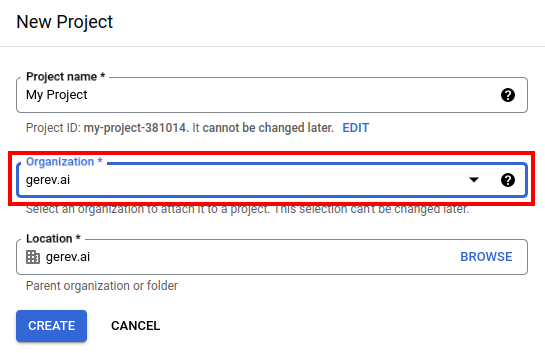 New Project
Project name *
My Project
Project ID: my-project-381014. It cannot be changed later. EDIT
Organization *
gerev.ai
Select an organization to attach it to a project. This selection can't be changed later.
Location *
gerev.ai BROWSE
Parent organization or folder
CREATE CANCEL